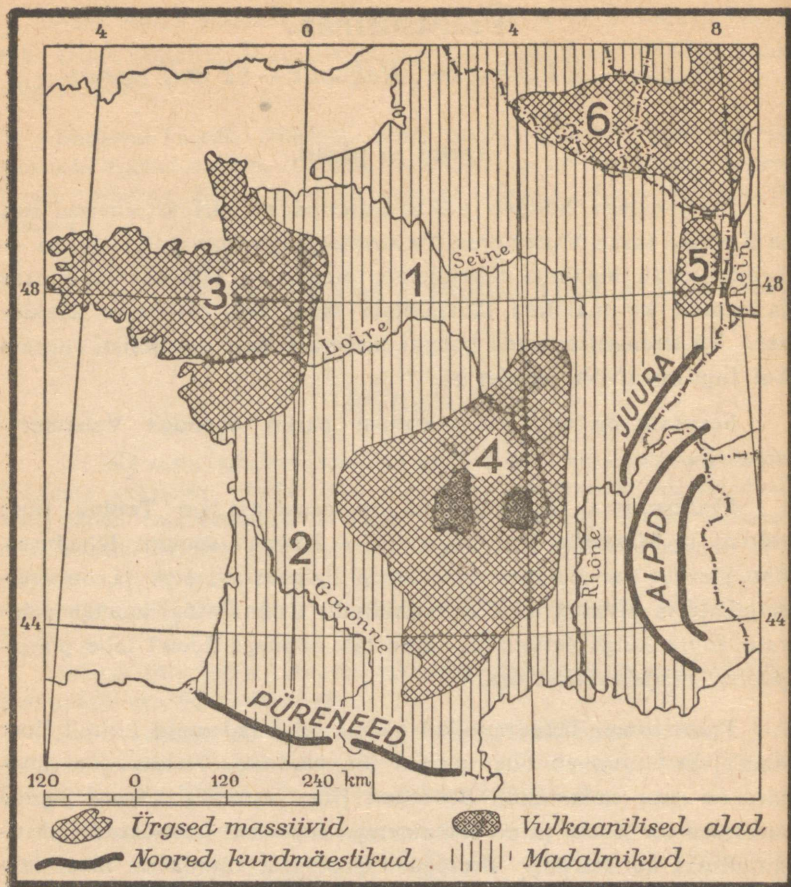 4 0 4 8
6
Seine
5
Rein
3
1
48 48
Loire
JUURA
4
ALPID
Rhône
2
Garonne
44 44
PÜRENEED
120 0 120 240 km
Ürgsed massiivid Vulkaanilised alad
Noored kurdmäestikud Madalmikud